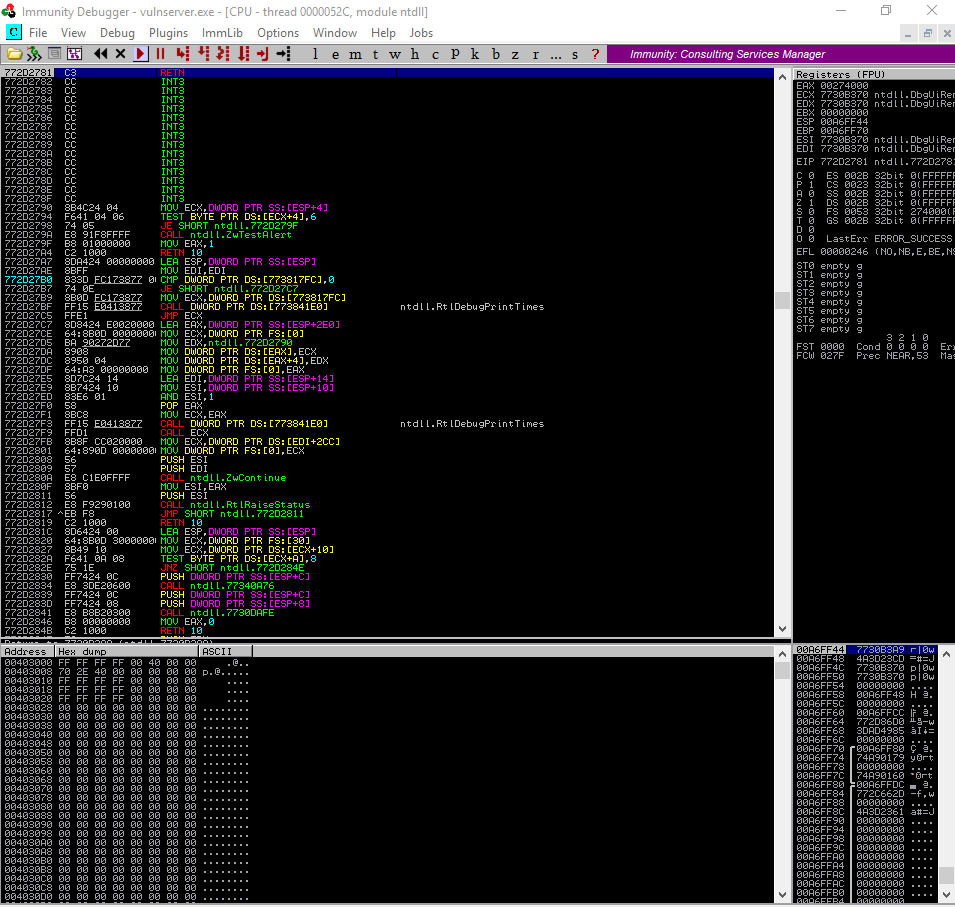 Immunity Debugger - vulnserver.exe - [CPU - thread 0000052C, module ntdll]
C File View Debug Plugins ImmLib Options Window Help Jobs
l e m t w h c P k b z r ... s ? Immunity: Consulting Services Manager
772D2781 C3 RETN
772D2782 CC INT3
772D2783 CC INT3
772D2784 CC INT3
772D2785 CC INT3
772D2786 CC INT3
772D2787 CC INT3
772D2788 CC INT3
772D2789 CC INT3
772D278A CC INT3
772D278B CC INT3
772D278C CC INT3
772D278D CC INT3
772D278E CC INT3
772D278F CC INT3
772D2790 8B4C24 04 MOV ECX,DWORD PTR SS:[ESP+4]
772D2794 F641 04 06 TEST BYTE PTR DS:[ECX+4],6
772D2798 74 05 JE SHORT ntdll.772D279F
772D279A E8 91F8FFFF CALL ntdll.ZwTestAlert
772D279F B8 01000000 MOV EAX,1
772D27A4 C2 1000 RETN 10
772D27A7 8DA424 00000000 LEA ESP,DWORD PTR SS:[ESP]
772D27AE 8BFF MOV EDI,EDI
772D27B0 833D FC173877 00 CMP DWORD PTR DS:[773817FC],0
772D27B7 74 0E JE SHORT ntdll.772D27C7
772D27B9 8B0D FC173877 MOV ECX,DWORD PTR DS:[773817FC]
772D27BF FF15 E0413877 CALL DWORD PTR DS:[773841E0] ntdll.RtlDebugPrintTimes
772D27C5 FFE1 JMP ECX
772D27C7 8D8424 E0020000 LEA EAX,DWORD PTR SS:[ESP+2E0]
772D27CE 64:8B0D 0000000 MOV ECX,DWORD PTR FS:[0]
772D27D5 BA 90272D77 MOV EDX,ntdll.772D2790
772D27DA 8908 MOV DWORD PTR DS:[EAX],ECX
772D27DC 8950 04 MOV DWORD PTR DS:[EAX+4],EDX
772D27DF 64:A3 00000000 MOV DWORD PTR FS:[0],EAX
772D27E5 8D7C24 14 LEA EDI,DWORD PTR SS:[ESP+14]
772D27E9 8B7424 10 MOV ESI,DWORD PTR SS:[ESP+10]
772D27ED 83E6 01 AND ESI,1
772D27F0 58 POP EAX
772D27F1 8BC8 MOV ECX,EAX
772D27F3 FF15 E0413877 CALL DWORD PTR DS:[773841E0] ntdll.RtlDebugPrintTimes
772D27F9 FFD1 CALL ECX
772D27FB 8B8F CC020000 MOV ECX,DWORD PTR DS:[EDI+2CC]
772D2801 64:890D 0000000 MOV DWORD PTR FS:[0],ECX
772D2808 56 PUSH ESI
772D2809 57 PUSH EDI
772D280A E8 C1E0FFFF CALL ntdll.ZwContinue
772D280F 8BF0 MOV ESI,EAX
772D2811 56 PUSH ESI
772D2812 E8 F9290100 CALL ntdll.RtlRaiseStatus
772D2817 ^EB F8 JMP SHORT ntdll.772D2811
772D2819 C2 1000 RETN 10
772D281C 8D6424 00 LEA ESP,DWORD PTR SS:[ESP]
772D2820 64:8B0D 3000000 MOV ECX,DWORD PTR FS:[30]
772D2827 8B49 10 MOV ECX,DWORD PTR DS:[ECX+10]
772D282A F641 0A 08 TEST BYTE PTR DS:[ECX+A],8
772D282E 75 1E JNZ SHORT ntdll.772D284E
772D2830 FF7424 0C PUSH DWORD PTR SS:[ESP+C]
772D2834 E8 3DE20600 CALL ntdll.77340A76
772D2839 FF7424 0C PUSH DWORD PTR SS:[ESP+C]
772D283D FF7424 08 PUSH DWORD PTR SS:[ESP+8]
772D2841 E8 B8B20300 CALL ntdll.7730DAFE
772D2846 B8 00000000 MOV EAX,0
772D284B C2 1000 RETN 10
Registers (FPU)
EAX 00274000
ECX 7730B370 ntdll.DbgUiRem
EDX 7730B370 ntdll.DbgUiRem
EBX 00000000
ESP 00A6FF44
EBP 00A6FF70
ESI 7730B370 ntdll.DbgUiRem
EDI 7730B370 ntdll.DbgUiRem
EIP 772D2781 ntdll.772D2781
C 0 ES 002B 32bit 0(FFFFFF
P 1 CS 0023 32bit 0(FFFFFF
A 0 SS 002B 32bit 0(FFFFFF
Z 1 DS 002B 32bit 0(FFFFFF
S 0 FS 0053 32bit 274000(F
T 0 GS 002B 32bit 0(FFFFFF
D 0
O 0 LastErr ERROR_SUCCESS
EFL 00000246 (NO,NB,E,BE,NS
ST0 empty g
ST1 empty g
ST2 empty g
ST3 empty g
ST4 empty g
ST5 empty g
ST6 empty g
ST7 empty g
3 2 1 0
FST 0000 Cond 0 0 0 0 Err
FCW 027F Prec NEAR,53 Mas
Address Hex dump ASCII
00403000 FF FF FF FF 00 40 00 00 .@..
00403008 70 2E 40 00 00 00 00 00 p.@.....
00403010 FF FF FF FF 00 00 00 00 ....
00403018 FF FF FF FF 00 00 00 00 ....
00403020 FF FF FF FF 00 00 00 00 ....
00403028 00 00 00 00 00 00 00 00 ........
00403030 00 00 00 00 00 00 00 00 ........
00403038 00 00 00 00 00 00 00 00 ........
00403040 00 00 00 00 00 00 00 00 ........
00403048 00 00 00 00 00 00 00 00 ........
00403050 00 00 00 00 00 00 00 00 ........
00403058 00 00 00 00 00 00 00 00 ........
00403060 00 00 00 00 00 00 00 00 ........
00403068 00 00 00 00 00 00 00 00 ........
00403070 00 00 00 00 00 00 00 00 ........
00403078 00 00 00 00 00 00 00 00 ........
00403080 00 00 00 00 00 00 00 00 ........
00403088 00 00 00 00 00 00 00 00 ........
00403090 00 00 00 00 00 00 00 00 ........
00403098 00 00 00 00 00 00 00 00 ........
004030A0 00 00 00 00 00 00 00 00 ........
004030A8 00 00 00 00 00 00 00 00 ........
004030B0 00 00 00 00 00 00 00 00 ........
004030B8 00 00 00 00 00 00 00 00 ........
004030C0 00 00 00 00 00 00 00 00 ........
004030C8 00 00 00 00 00 00 00 00 ........
004030D0 00 00 00 00 00 00 00 00 ........
00A6FF44 7730B3A9
00A6FF48 4A3D23CD
00A6FF4C 7730B370 p|0w
00A6FF50 7730B370 p|0w
00A6FF54 00000000 ....
00A6FF58 00A6FF48
00A6FF5C 00000000 ....
00A6FF60 00A6FFCC
00A6FF64 772D86D0
00A6FF68 3DAD4985
00A6FF6C 00000000 ....
00A6FF70 00A6FF80
00A6FF74 74A90179
00A6FF78 00000000 ....
00A6FF7C 74A90160
00A6FF80 00A6FFDC
00A6FF84 772C662D -f,w
00A6FF88 00000000 ....
00A6FF8C 4A3D2361 a#=J
00A6FF90 00000000 ....
00A6FF94 00000000 ....
00A6FF98 00000000 ....
00A6FF9C 00000000 ....
00A6FFA0 00000000 ....
00A6FFA4 00000000 ....
00A6FFA8 00000000 ....
00A6FFAC 00000000 ....
00A6FFB0 00000000 ....
00A6FFB4 00000000 ....